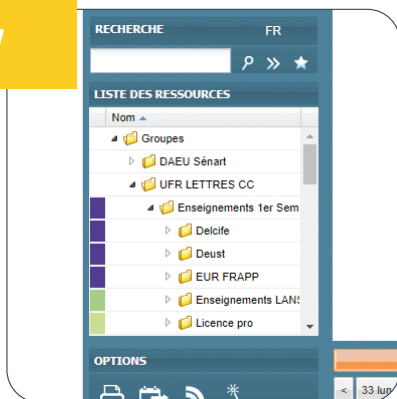 RECHERCHE FR
LISTE DES RESSOURCES
Nom
Groupes
DAEU Sénart
UFR LETTRES CC
Enseignements 1er Sem
Delcife
Deust
EUR FRAPP
Enseignements LANS
Licence pro
OPTIONS
< 33 lun